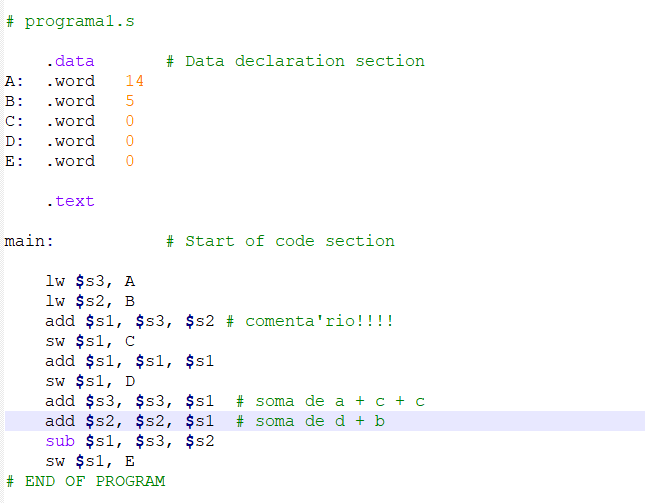 # programa1.s
.data # Data declaration section
A: .word 14
B: .word 5
C: .word 0
D: .word 0
E: .word 0
.text
main: # Start of code section
lw $s3, A
lw $s2, B
add $s1, $s3, $s2 # comenta'rio!!!!
sw $s1, C
add $s1, $s1, $s1
sw $s1, D
add $s3, $s3, $s1 # soma de a + c + c
add $s2, $s2, $s1 # soma de d + b
sub $s1, $s3, $s2
sw $s1, E
# END OF PROGRAM